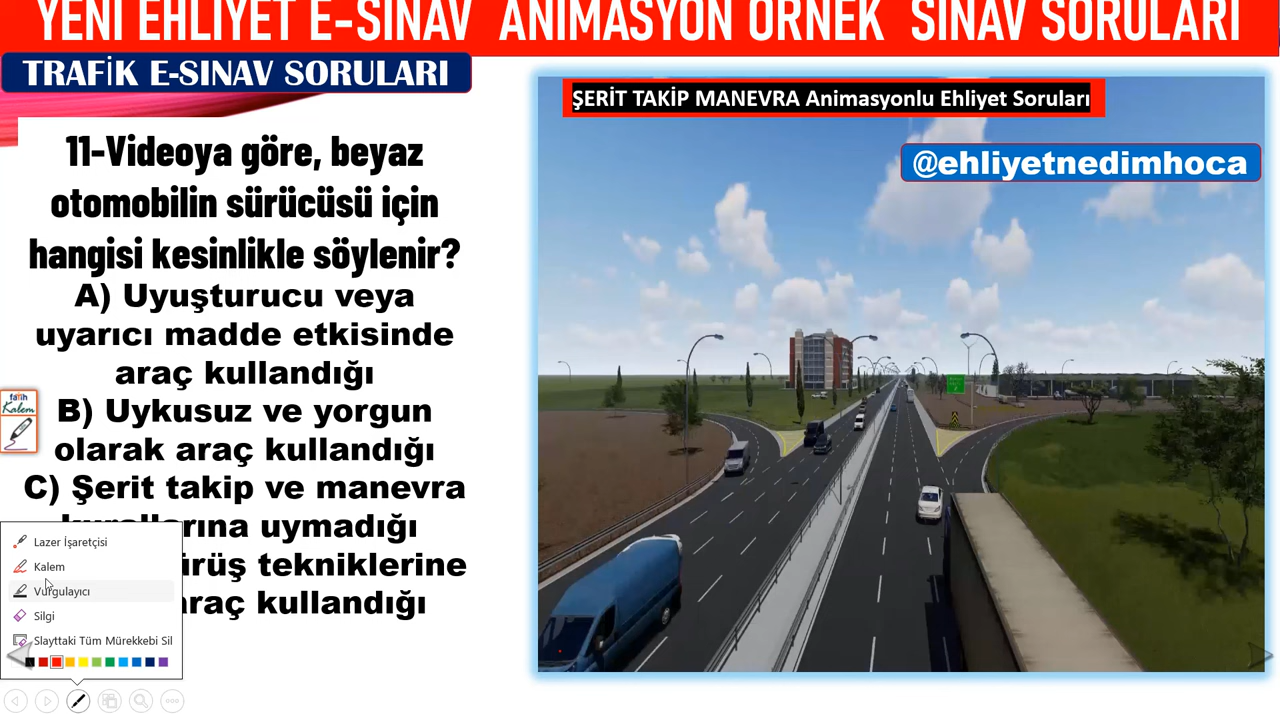 YENİ EHLİYET E-SINAV ANİMASYON ÖRNEK SINAV SORULARI
TRAFİK E-SINAV SORULARI
ŞERİT TAKİP MANEVRA Animasyonlu Ehliyet Soruları
@ehliyetnedimhoca
11-Videoya göre, beyaz
otomobilin sürücüsü için
hangisi kesinlikle söylenir?
A) Uyuşturucu veya
uyarıcı madde etkisinde
araç kullandığı
B) Uykusuz ve yorgun
olarak araç kullandığı
C) Şerit takip ve manevra
kurallarına uymadığı
tekniklerine
araç kullandığı
fatih
Kalem
Lazer İşaretçisi
Kalem
Vurgulayıcı
Silgi
Slayttaki Tüm Mürekkebi Sil